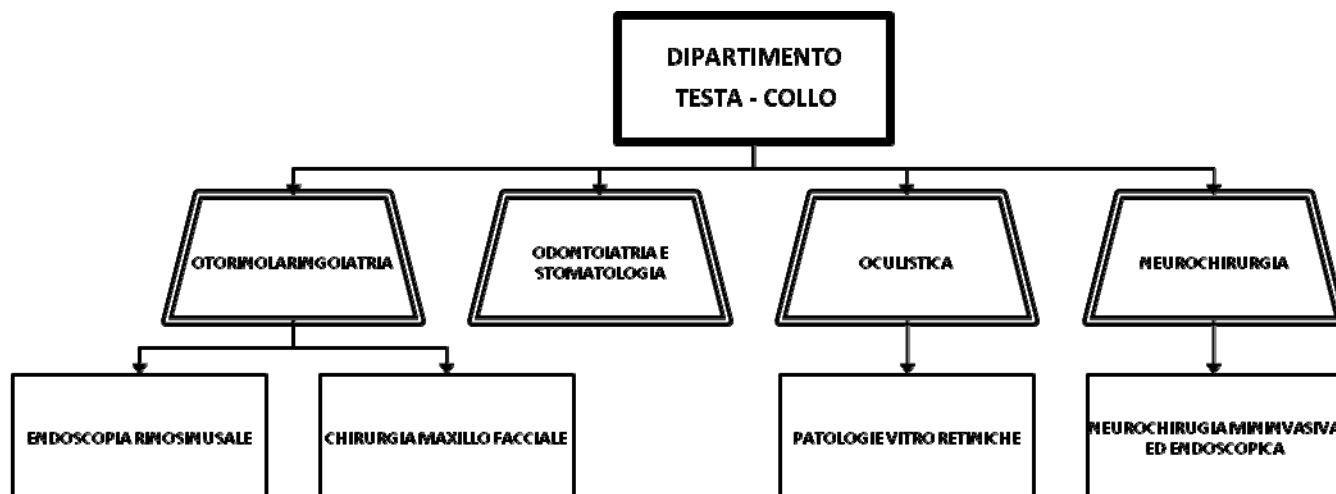 DIPARTIMENTO
TESTA - COLLO
OTORINOLARINGOIATRIA
ODONTOIATRIA E
STOMATOLOGIA
OCULISTICA
NEUROCHIRURGIA
ENDOSCOPIA RINOSINUSALE
CHIRURGIA MAXILLO FACCIALE
PATOLOGIE VITRO RETINICHE
NEUROCHIRUGIA MININVASIVA
ED ENDOSCOPICA